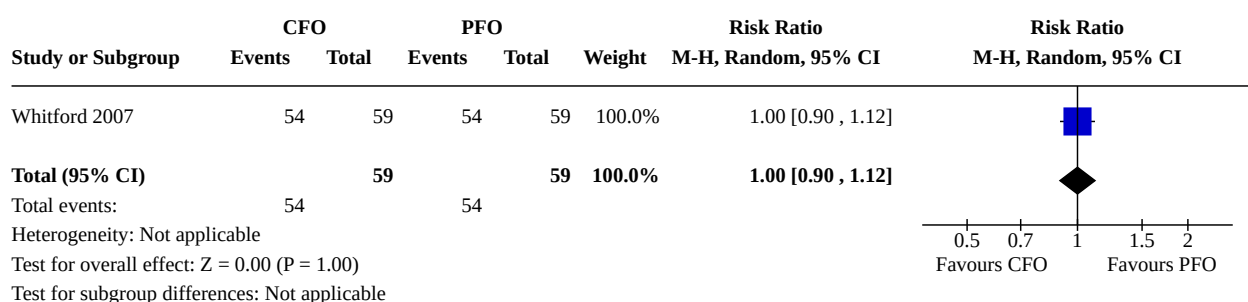 CFO PFO Risk Ratio Risk Ratio
Study or Subgroup Events Total Events Total Weight M-H, Random, 95% CI M-H, Random, 95% CI
Whitford 2007 54 59 54 59 100.0% 1.00 [0.90 , 1.12]
Total (95% CI) 59 59 100.0% 1.00 [0.90 , 1.12]
Total events: 54 54
Heterogeneity: Not applicable 0.5 0.7 1 1.5 2
Test for overall effect: Z = 0.00 (P = 1.00) Favours CFO Favours PFO
Test for subgroup differences: Not applicable